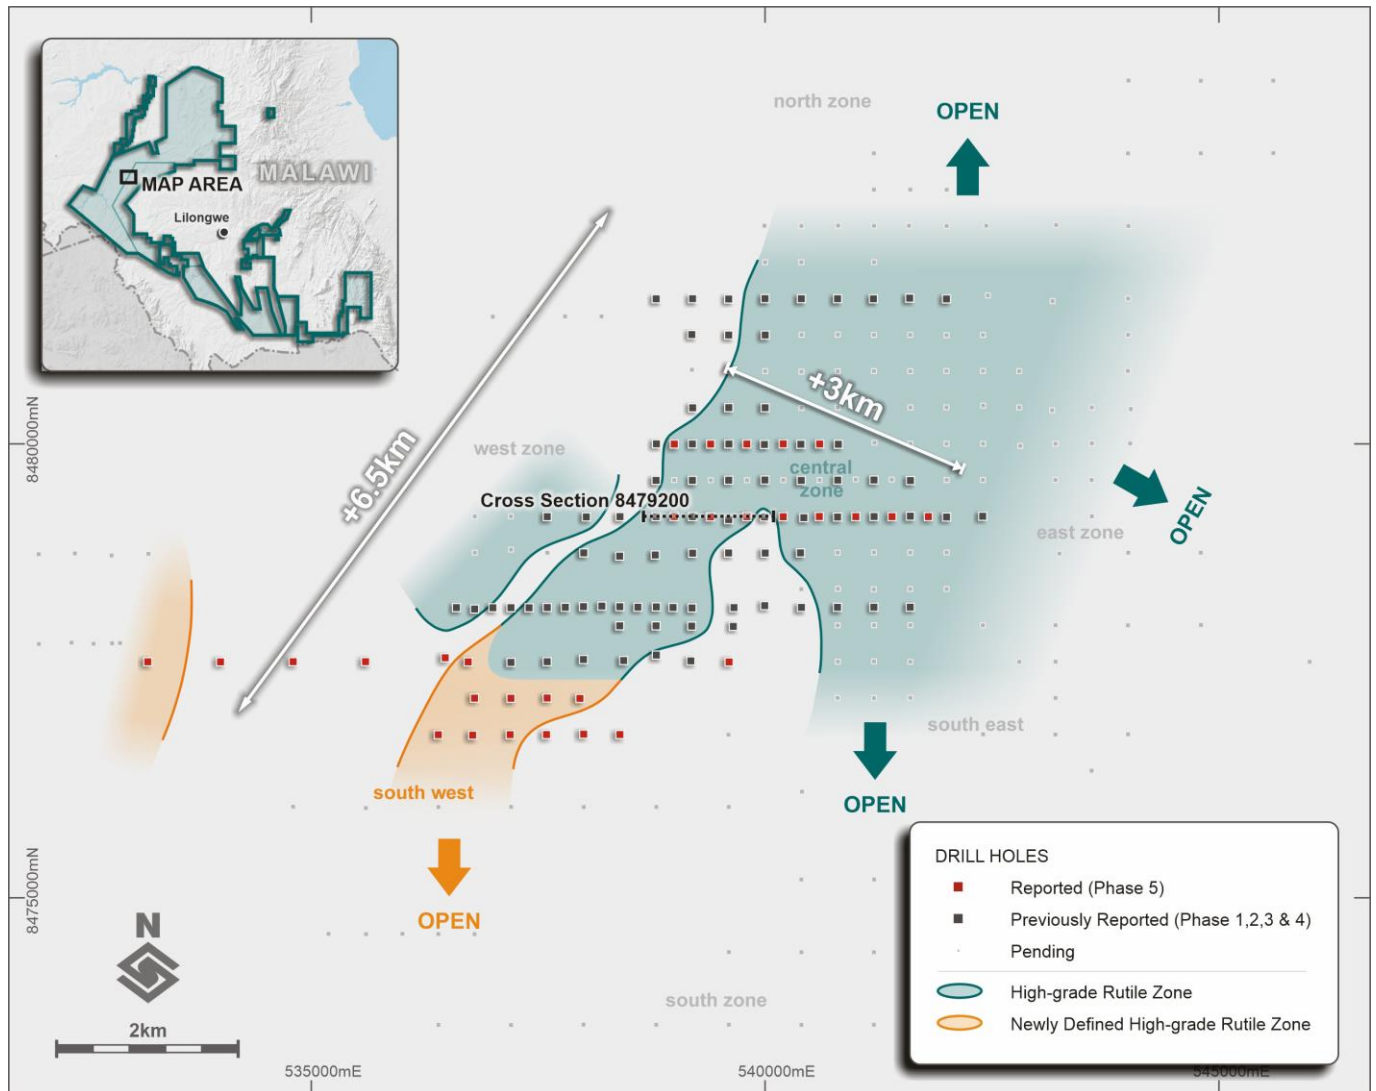 MALAWI
MAP AREA
Lilongwe
north zone
OPEN
+6.5km
+3km
8480000mN
west zone
central
zone
Cross Section 8479200
east zone
OPEN
south east
OPEN
south west
OPEN
8475000mN
N
2km
south zone
DRILL HOLES
Reported (Phase 5)
Previously Reported (Phase 1,2,3 & 4)
Pending
High-grade Rutile Zone
Newly Defined High-grade Rutile Zone
535000mE
540000mE
545000mE